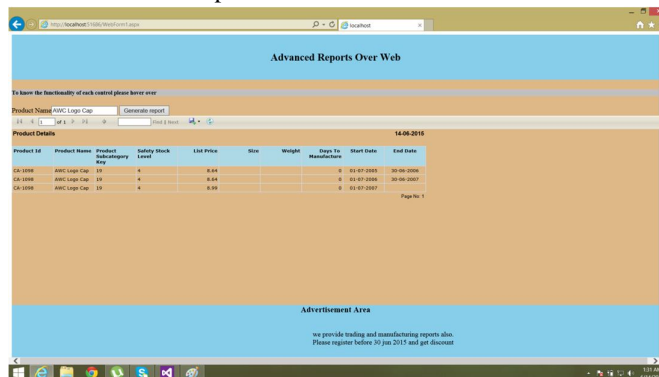 http://localhost:51686/WebForm1.aspx
localhost
Advanced Reports Over Web
To know the functionality of each control please hover over
Product Name AWC Logo Cap Generate report
1 of 1 Find | Next
Product Details 14-06-2015
Product Id Product Name Product Subcategory Key Safety Stock Level List Price Size Weight Days To Manufacture Start Date End Date
CA-1098 AWC Logo Cap 19 4 8.64 0 01-07-2005 30-06-2006
CA-1098 AWC Logo Cap 19 4 8.64 0 01-07-2006 30-06-2007
CA-1098 AWC Logo Cap 19 4 8.99 0 01-07-2007
Page No: 1
Advertisement Area
we provide trading and manufacturing reports also.
Please register before 30 jun 2015 and get discount
1:31 AM